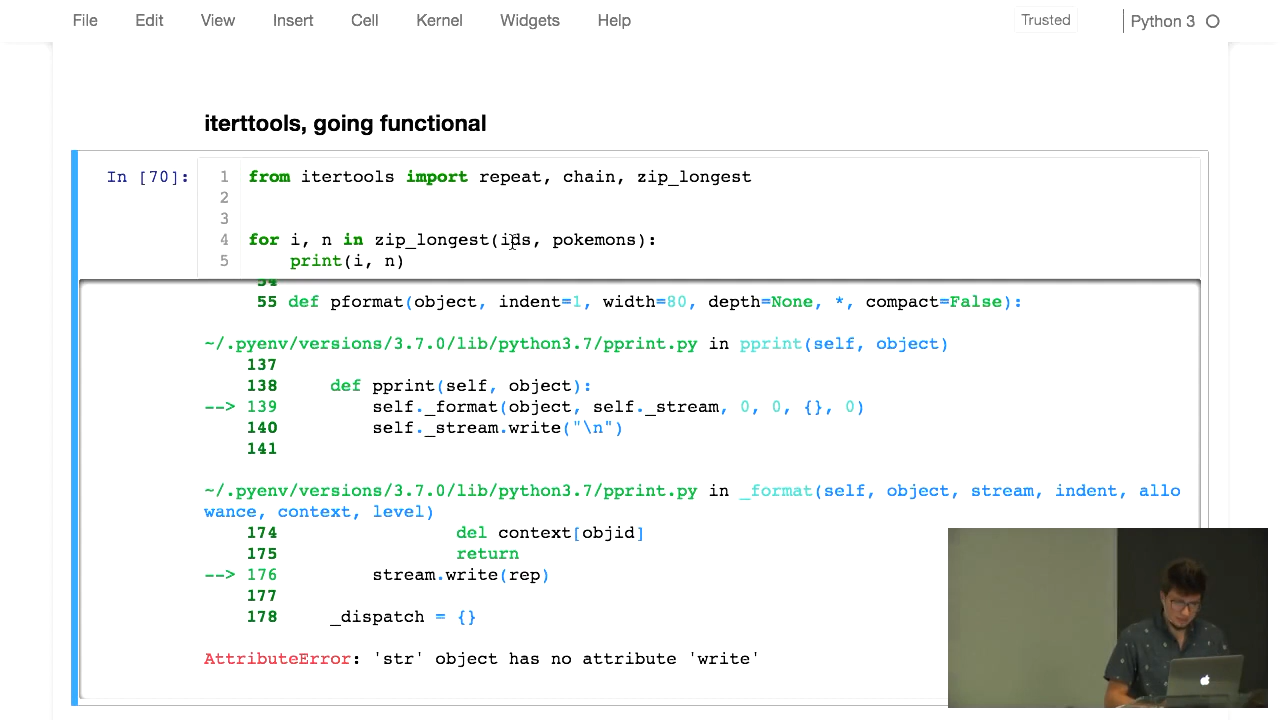 File Edit View Insert Cell Kernel Widgets Help Trusted Python 3
iterttools, going functional
In [70]:
1 from itertools import repeat, chain, zip_longest
2
3
4 for i, n in zip_longest(ids, pokemons):
5     print(i, n)
54
55 def pformat(object, indent=1, width=80, depth=None, *, compact=False):
~/.pyenv/versions/3.7.0/lib/python3.7/pprint.py in pprint(self, object)
137
138     def pprint(self, object):
--> 139         self._format(object, self._stream, 0, 0, {}, 0)
140         self._stream.write("\n")
141
~/.pyenv/versions/3.7.0/lib/python3.7/pprint.py in _format(self, object, stream, indent, allo
wance, context, level)
174                 del context[objid]
175                 return
--> 176         stream.write(rep)
177
178     _dispatch = {}
AttributeError: 'str' object has no attribute 'write'